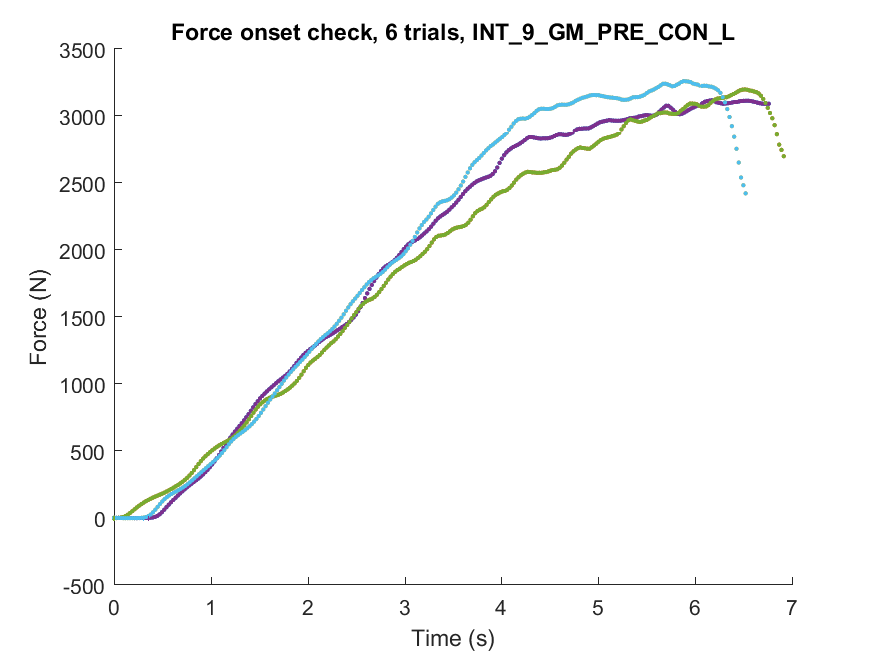 Force onset check, 6 trials, INT_9_GM_PRE_CON_L
3500
3000
2500
2000
1500
1000
500
0
-500
Force (N)
0 1 2 3 4 5 6 7
Time (s)